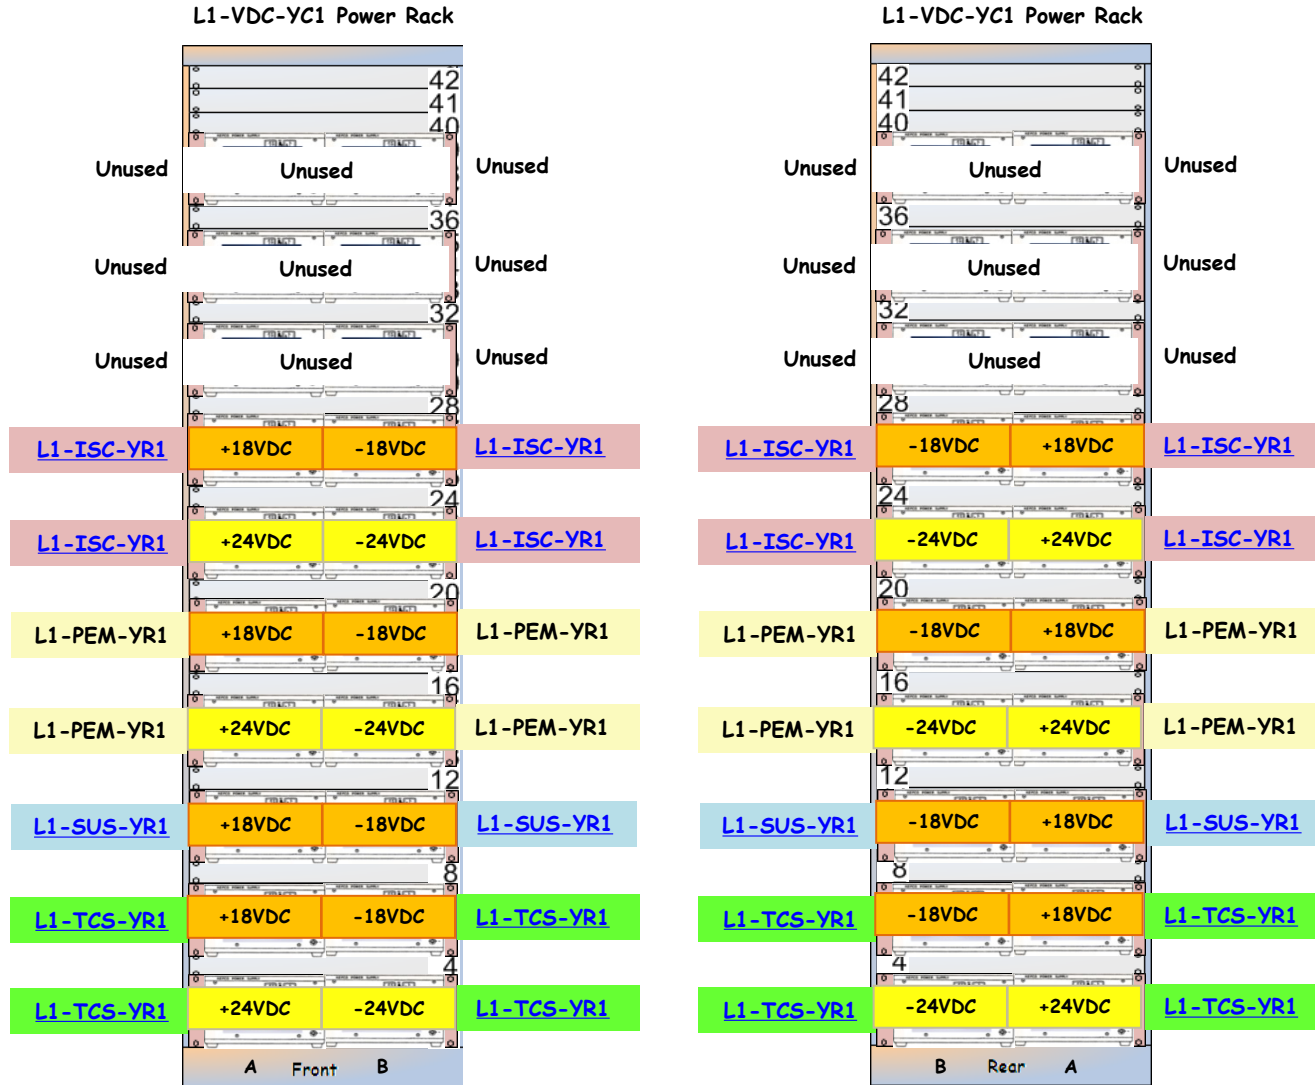 L1-VDC-YC1 Power Rack
42
41
40
Unused Unused Unused
36
Unused Unused Unused
32
Unused Unused Unused
28
L1-ISC-YR1 +18VDC -18VDC L1-ISC-YR1
24
L1-ISC-YR1 +24VDC -24VDC L1-ISC-YR1
20
L1-PEM-YR1 +18VDC -18VDC L1-PEM-YR1
16
L1-PEM-YR1 +24VDC -24VDC L1-PEM-YR1
12
L1-SUS-YR1 +18VDC -18VDC L1-SUS-YR1
8
L1-TCS-YR1 +18VDC -18VDC L1-TCS-YR1
4
L1-TCS-YR1 +24VDC -24VDC L1-TCS-YR1
A Front B
L1-VDC-YC1 Power Rack
42
41
40
Unused Unused Unused
36
Unused Unused Unused
32
Unused Unused Unused
28
L1-ISC-YR1 -18VDC +18VDC L1-ISC-YR1
24
L1-ISC-YR1 -24VDC +24VDC L1-ISC-YR1
20
L1-PEM-YR1 -18VDC +18VDC L1-PEM-YR1
16
L1-PEM-YR1 -24VDC +24VDC L1-PEM-YR1
12
L1-SUS-YR1 -18VDC +18VDC L1-SUS-YR1
8
L1-TCS-YR1 -18VDC +18VDC L1-TCS-YR1
4
L1-TCS-YR1 -24VDC +24VDC L1-TCS-YR1
B Rear A